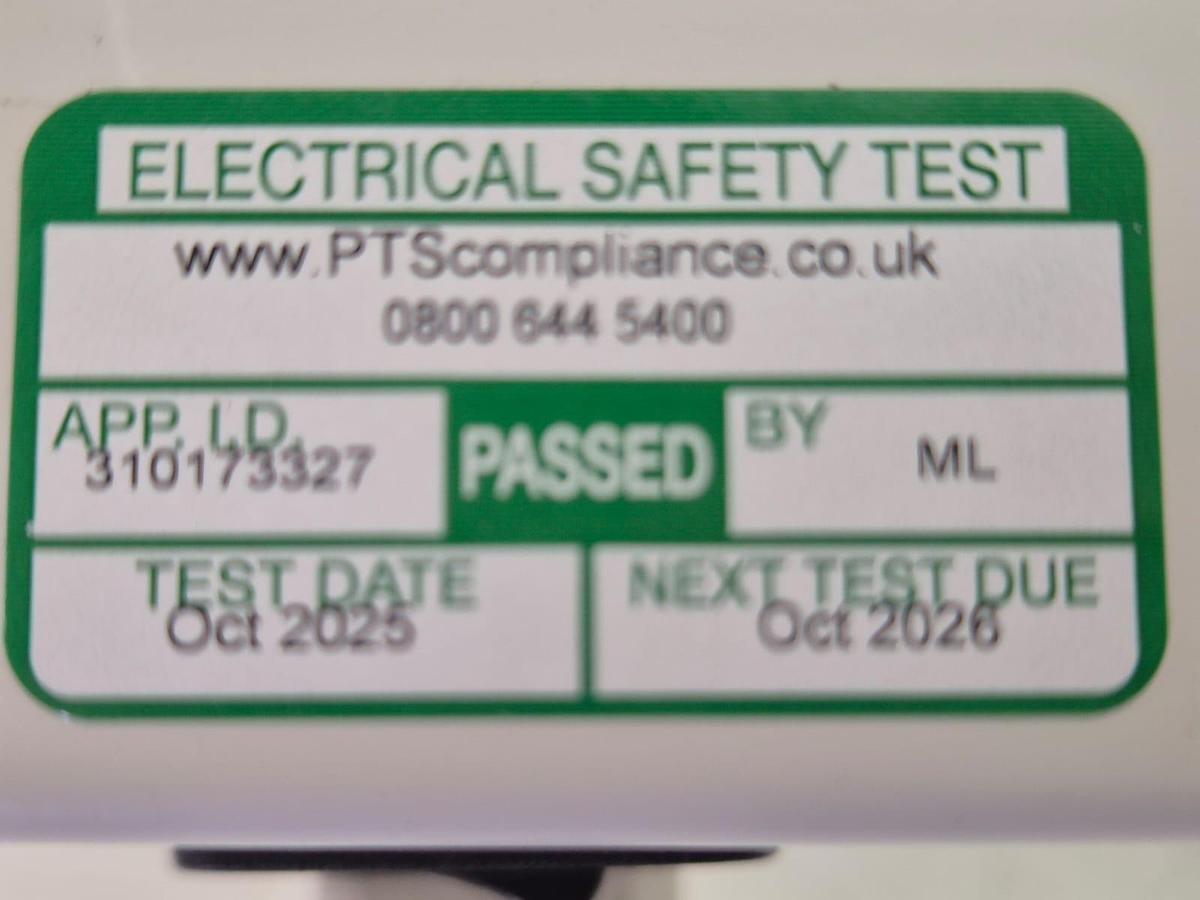 ELECTRICAL SAFETY TEST
www.PTScompliance.co.uk
0800 644 5400
APP. I.D.
310173327
PASSED
BY
ML
TEST DATE
Oct 2025
NEXT TEST DUE
Oct 2026